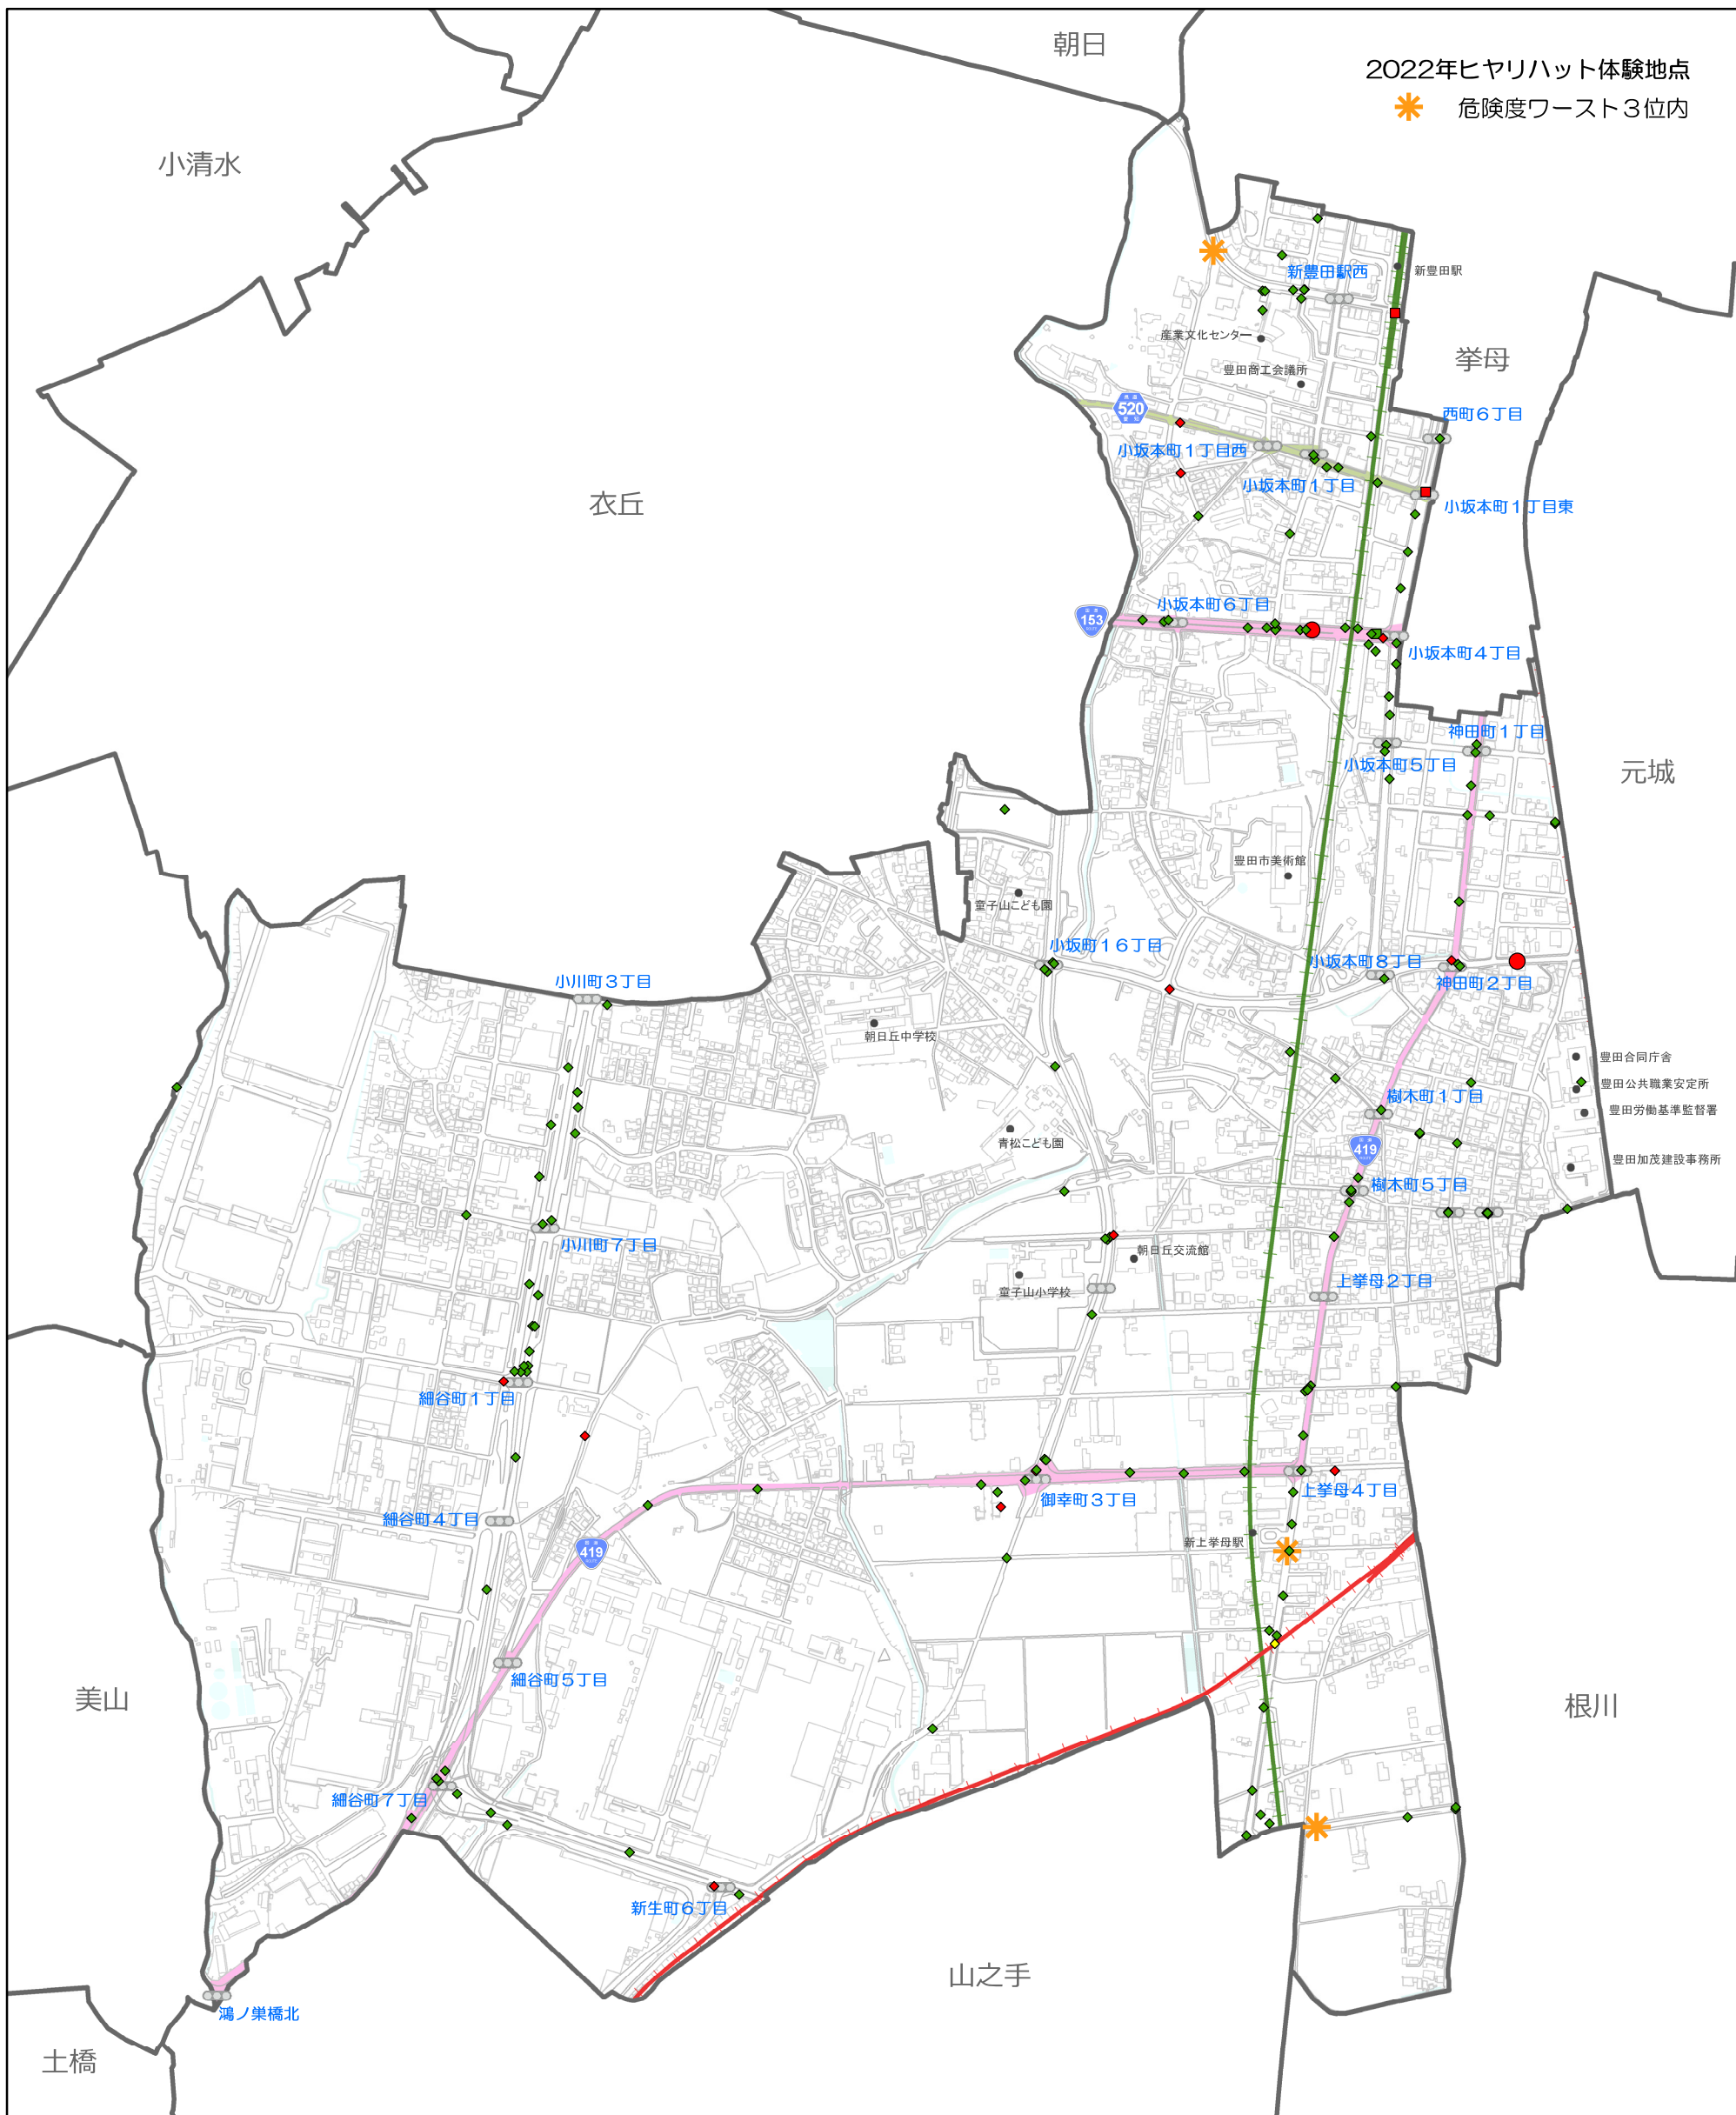 朝日
2022年ヒヤリハット体験地点
危険度ワースト3位内
小清水
新豊田駅西
新豊田駅
産業文化センター
挙母
豊田商工会議所
520
西町6丁目
小坂本町1丁目西
小坂本町1丁目
衣丘
小坂本町1丁目東
小坂本町6丁目
153
小坂本町4丁目
神田町1丁目
小坂本町5丁目
元城
豊田市美術館
童子山こども園
小坂町16丁目
小坂本町8丁目
小川町3丁目
神田町2丁目
朝日丘中学校
豊田合同庁舎
豊田公共職業安定所
樹木町1丁目
豊田労働基準監督署
青松こども園
419
豊田加茂建設事務所
樹木町5丁目
小川町7丁目
朝日丘交流館
上挙母2丁目
童子山小学校
細谷町1丁目
上挙母4丁目
御幸町3丁目
細谷町4丁目
新上挙母駅
419
細谷町5丁目
美山
根川
細谷町7丁目
新生町6丁目
山之手
鴻ノ巣橋北
土橋